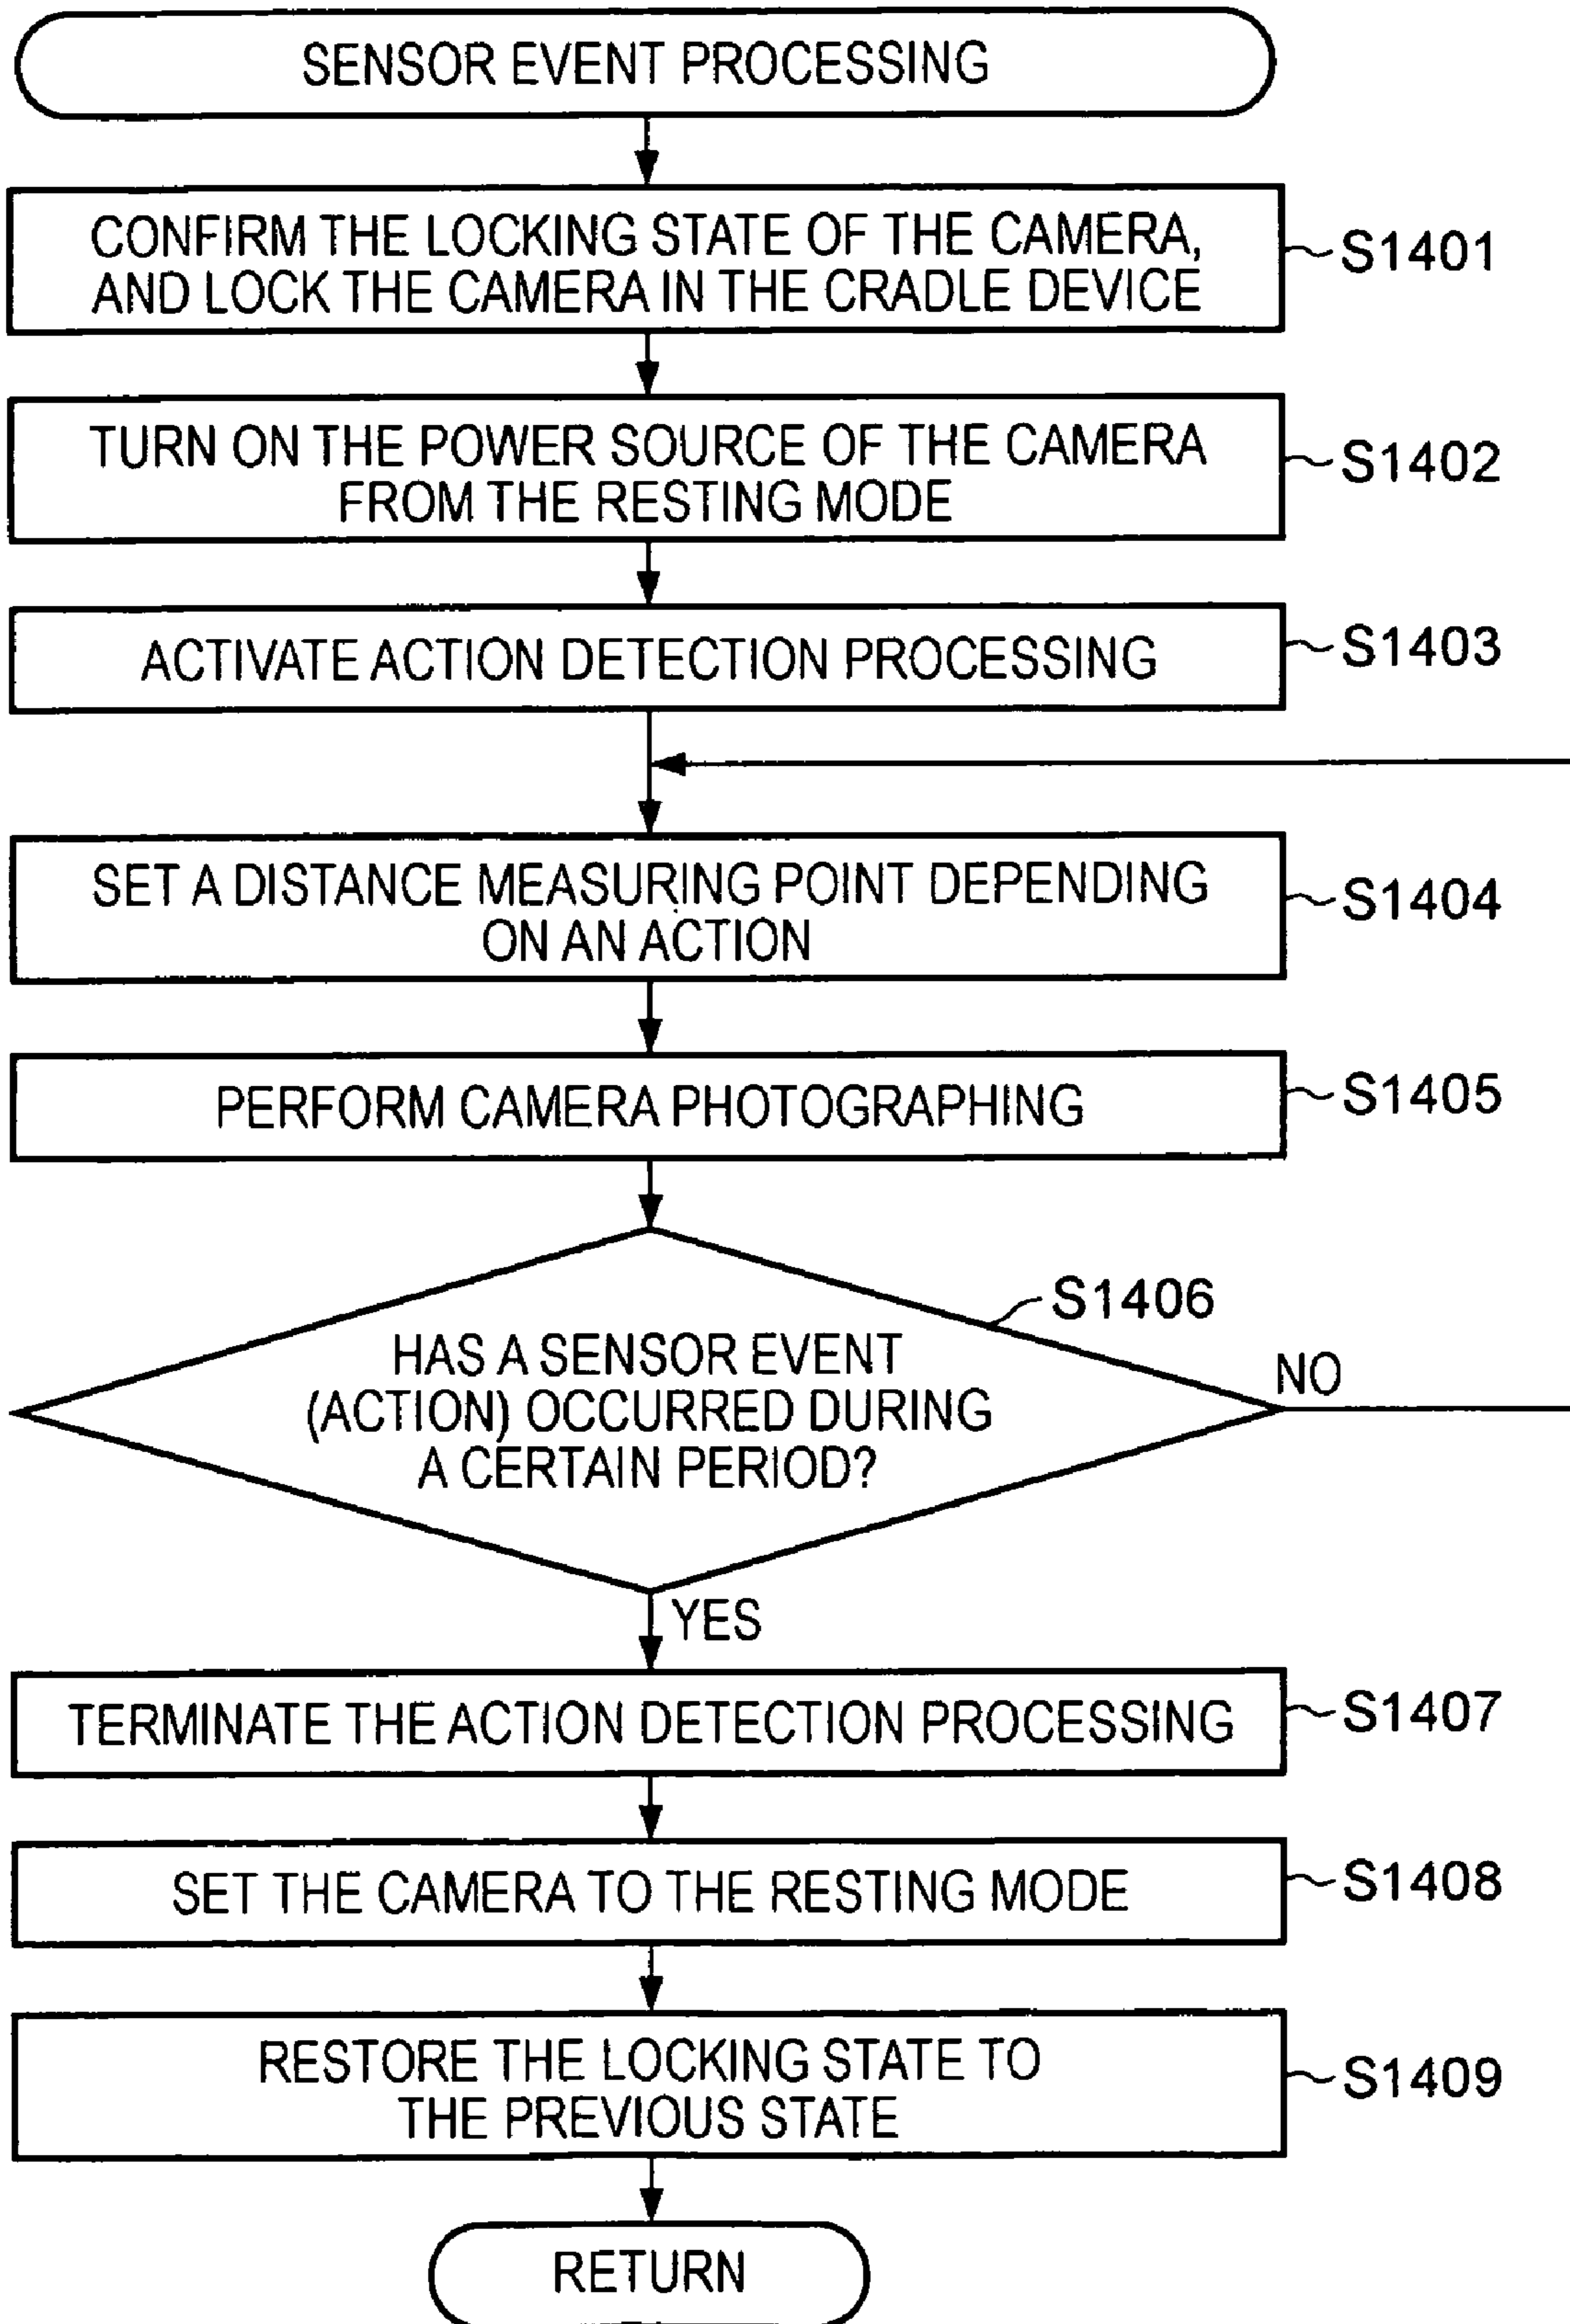 SENSOR EVENT PROCESSING
CONFIRM THE LOCKING STATE OF THE CAMERA,
AND LOCK THE CAMERA IN THE CRADLE DEVICE
S1401
TURN ON THE POWER SOURCE OF THE CAMERA
FROM THE RESTING MODE
S1402
ACTIVATE ACTION DETECTION PROCESSING
S1403
SET A DISTANCE MEASURING POINT DEPENDING
ON AN ACTION
S1404
PERFORM CAMERA PHOTOGRAPHING
S1405
S1406
HAS A SENSOR EVENT
(ACTION) OCCURRED DURING
A CERTAIN PERIOD?
NO
YES
TERMINATE THE ACTION DETECTION PROCESSING
S1407
SET THE CAMERA TO THE RESTING MODE
S1408
RESTORE THE LOCKING STATE TO
THE PREVIOUS STATE
S1409
RETURN